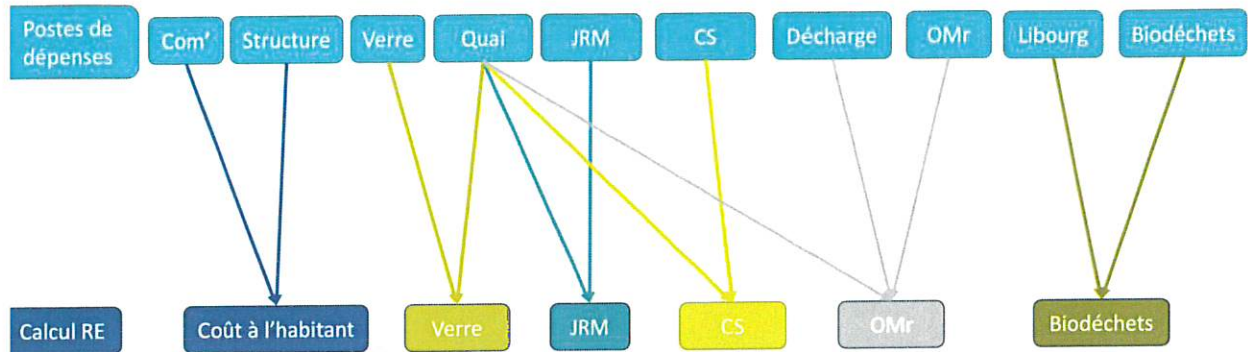 Postes de
dépenses
Com' Structure Verre Quai JRM CS Décharge OMr Libourg Biodéchets
Calcul RE Coût à l'habitant Verre JRM CS OMr Biodéchets